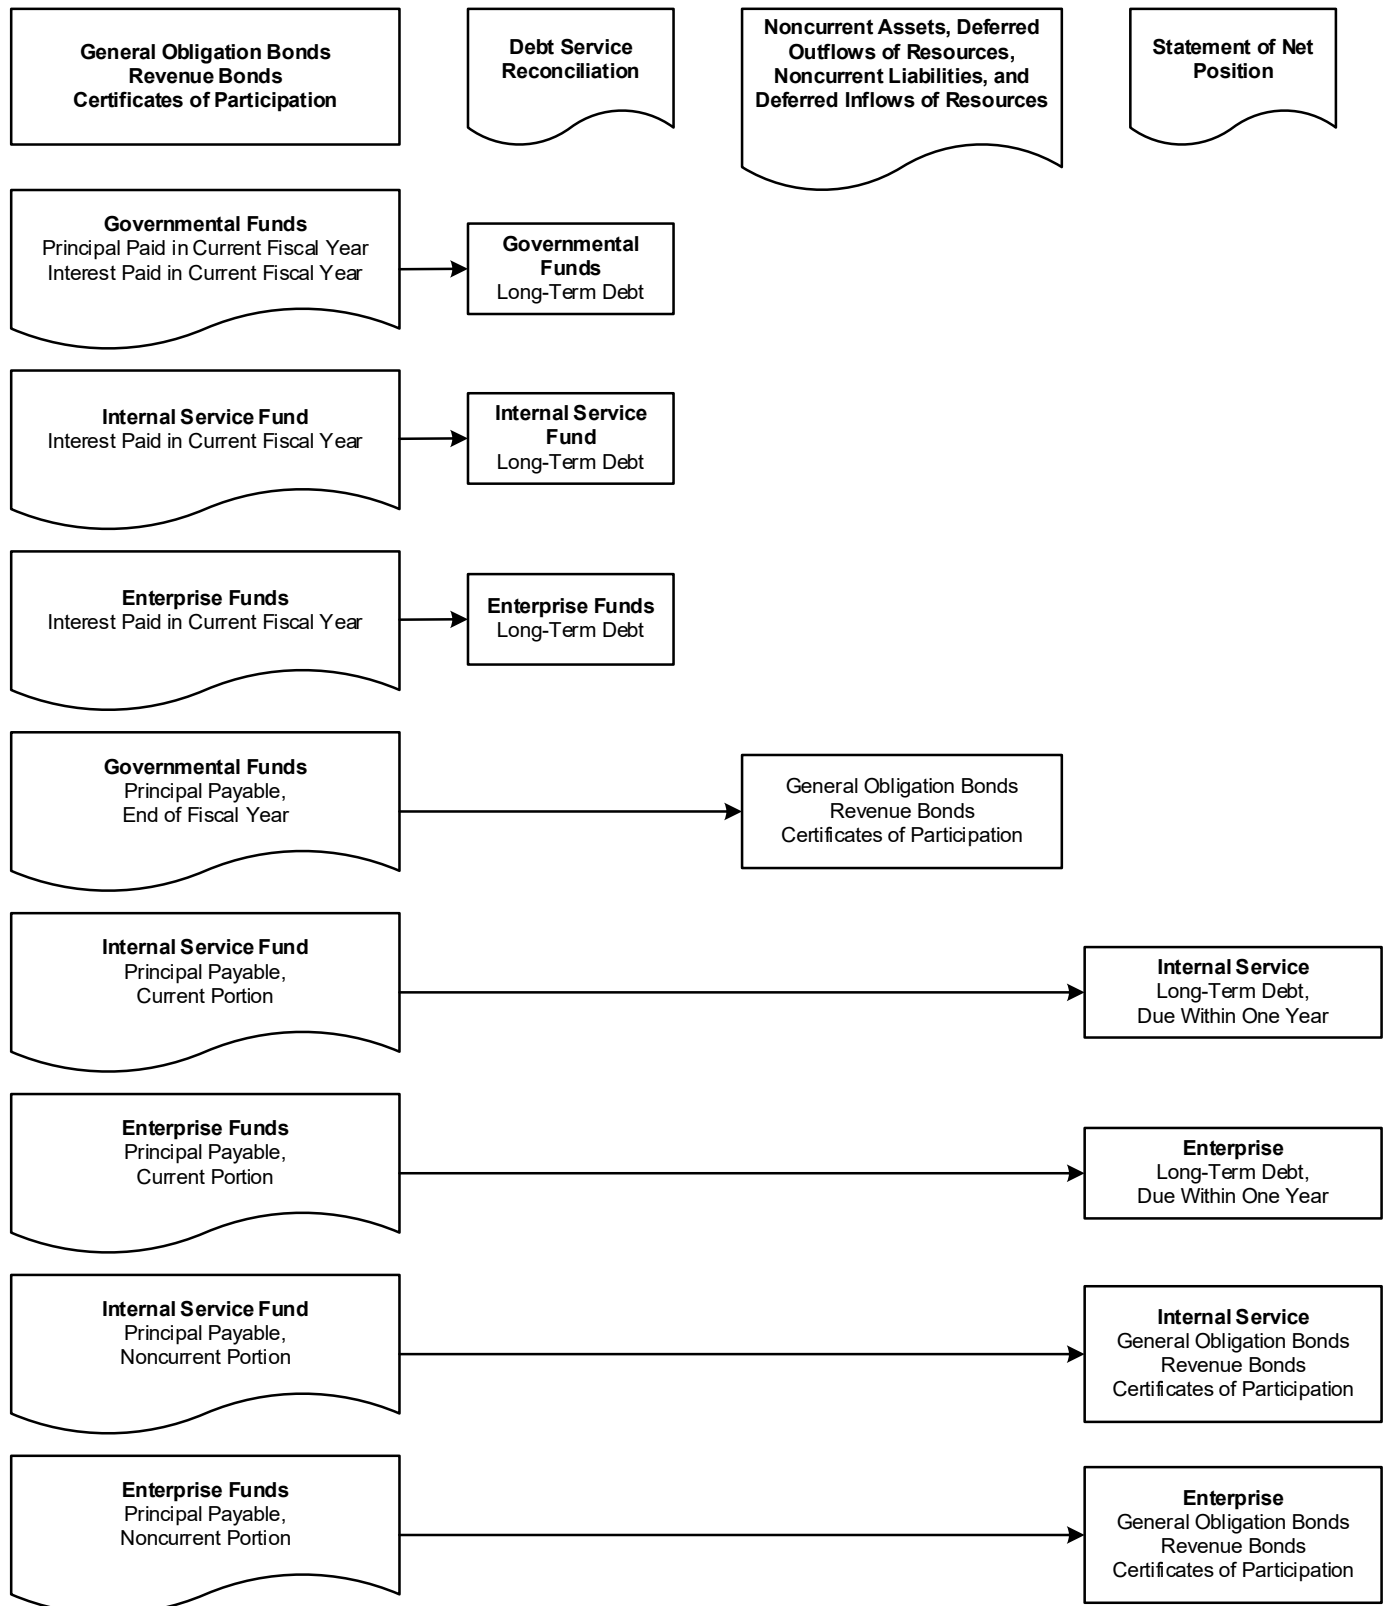 General Obligation Bonds
Revenue Bonds
Certificates of Participation
Debt Service
Reconciliation
Noncurrent Assets, Deferred
Outflows of Resources,
Noncurrent Liabilities, and
Deferred Inflows of Resources
Statement of Net
Position
Governmental Funds
Principal Paid in Current Fiscal Year
Interest Paid in Current Fiscal Year
Governmental
Funds
Long-Term Debt
Internal Service Fund
Interest Paid in Current Fiscal Year
Internal Service
Fund
Long-Term Debt
Enterprise Funds
Interest Paid in Current Fiscal Year
Enterprise Funds
Long-Term Debt
Governmental Funds
Principal Payable,
End of Fiscal Year
General Obligation Bonds
Revenue Bonds
Certificates of Participation
Internal Service Fund
Principal Payable,
Current Portion
Internal Service
Long-Term Debt,
Due Within One Year
Enterprise Funds
Principal Payable,
Current Portion
Enterprise
Long-Term Debt,
Due Within One Year
Internal Service Fund
Principal Payable,
Noncurrent Portion
Internal Service
General Obligation Bonds
Revenue Bonds
Certificates of Participation
Enterprise Funds
Principal Payable,
Noncurrent Portion
Enterprise
General Obligation Bonds
Revenue Bonds
Certificates of Participation